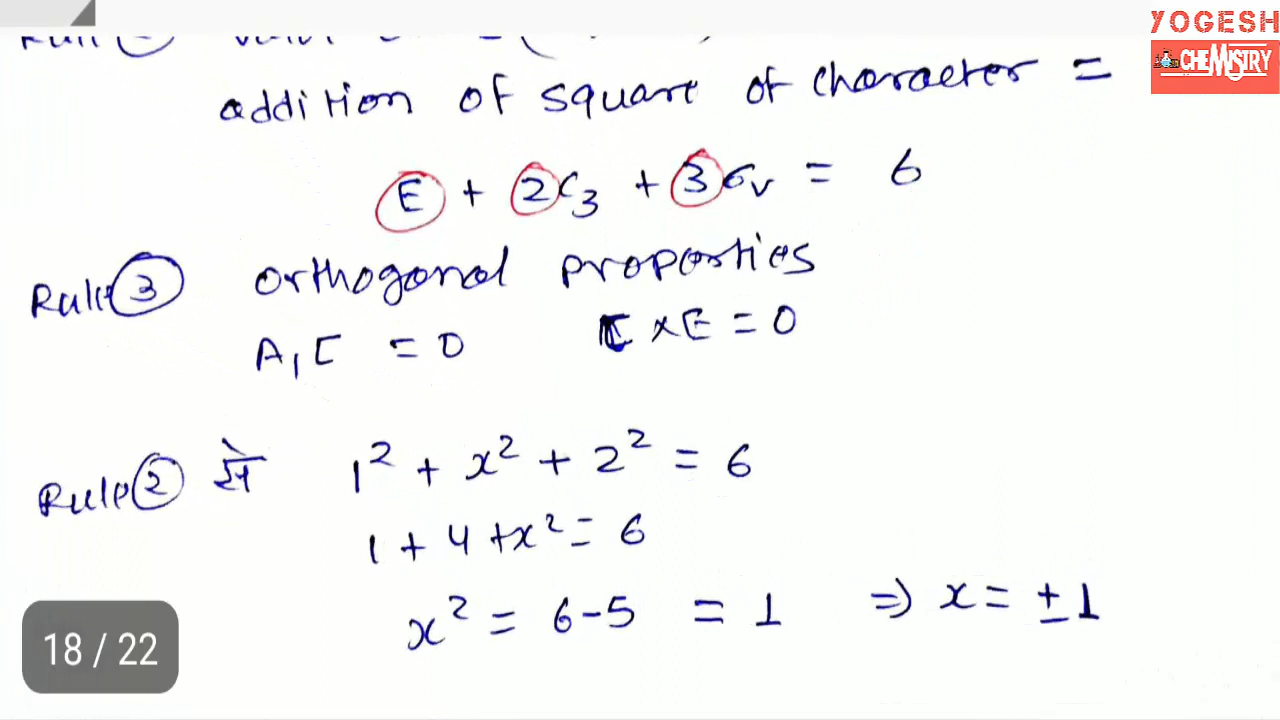 YOGESH
CHEMISTRY
addition of square of character =
E + 2C₃ + 3σv = 6
Rule 3 Orthogonal properties
A₁E = 0 E × E = 0
Rule 2 से 1² + x² + 2² = 6
1 + 4 + x² = 6
x² = 6 - 5 = 1 ⇒ x = ± 1
18 / 22